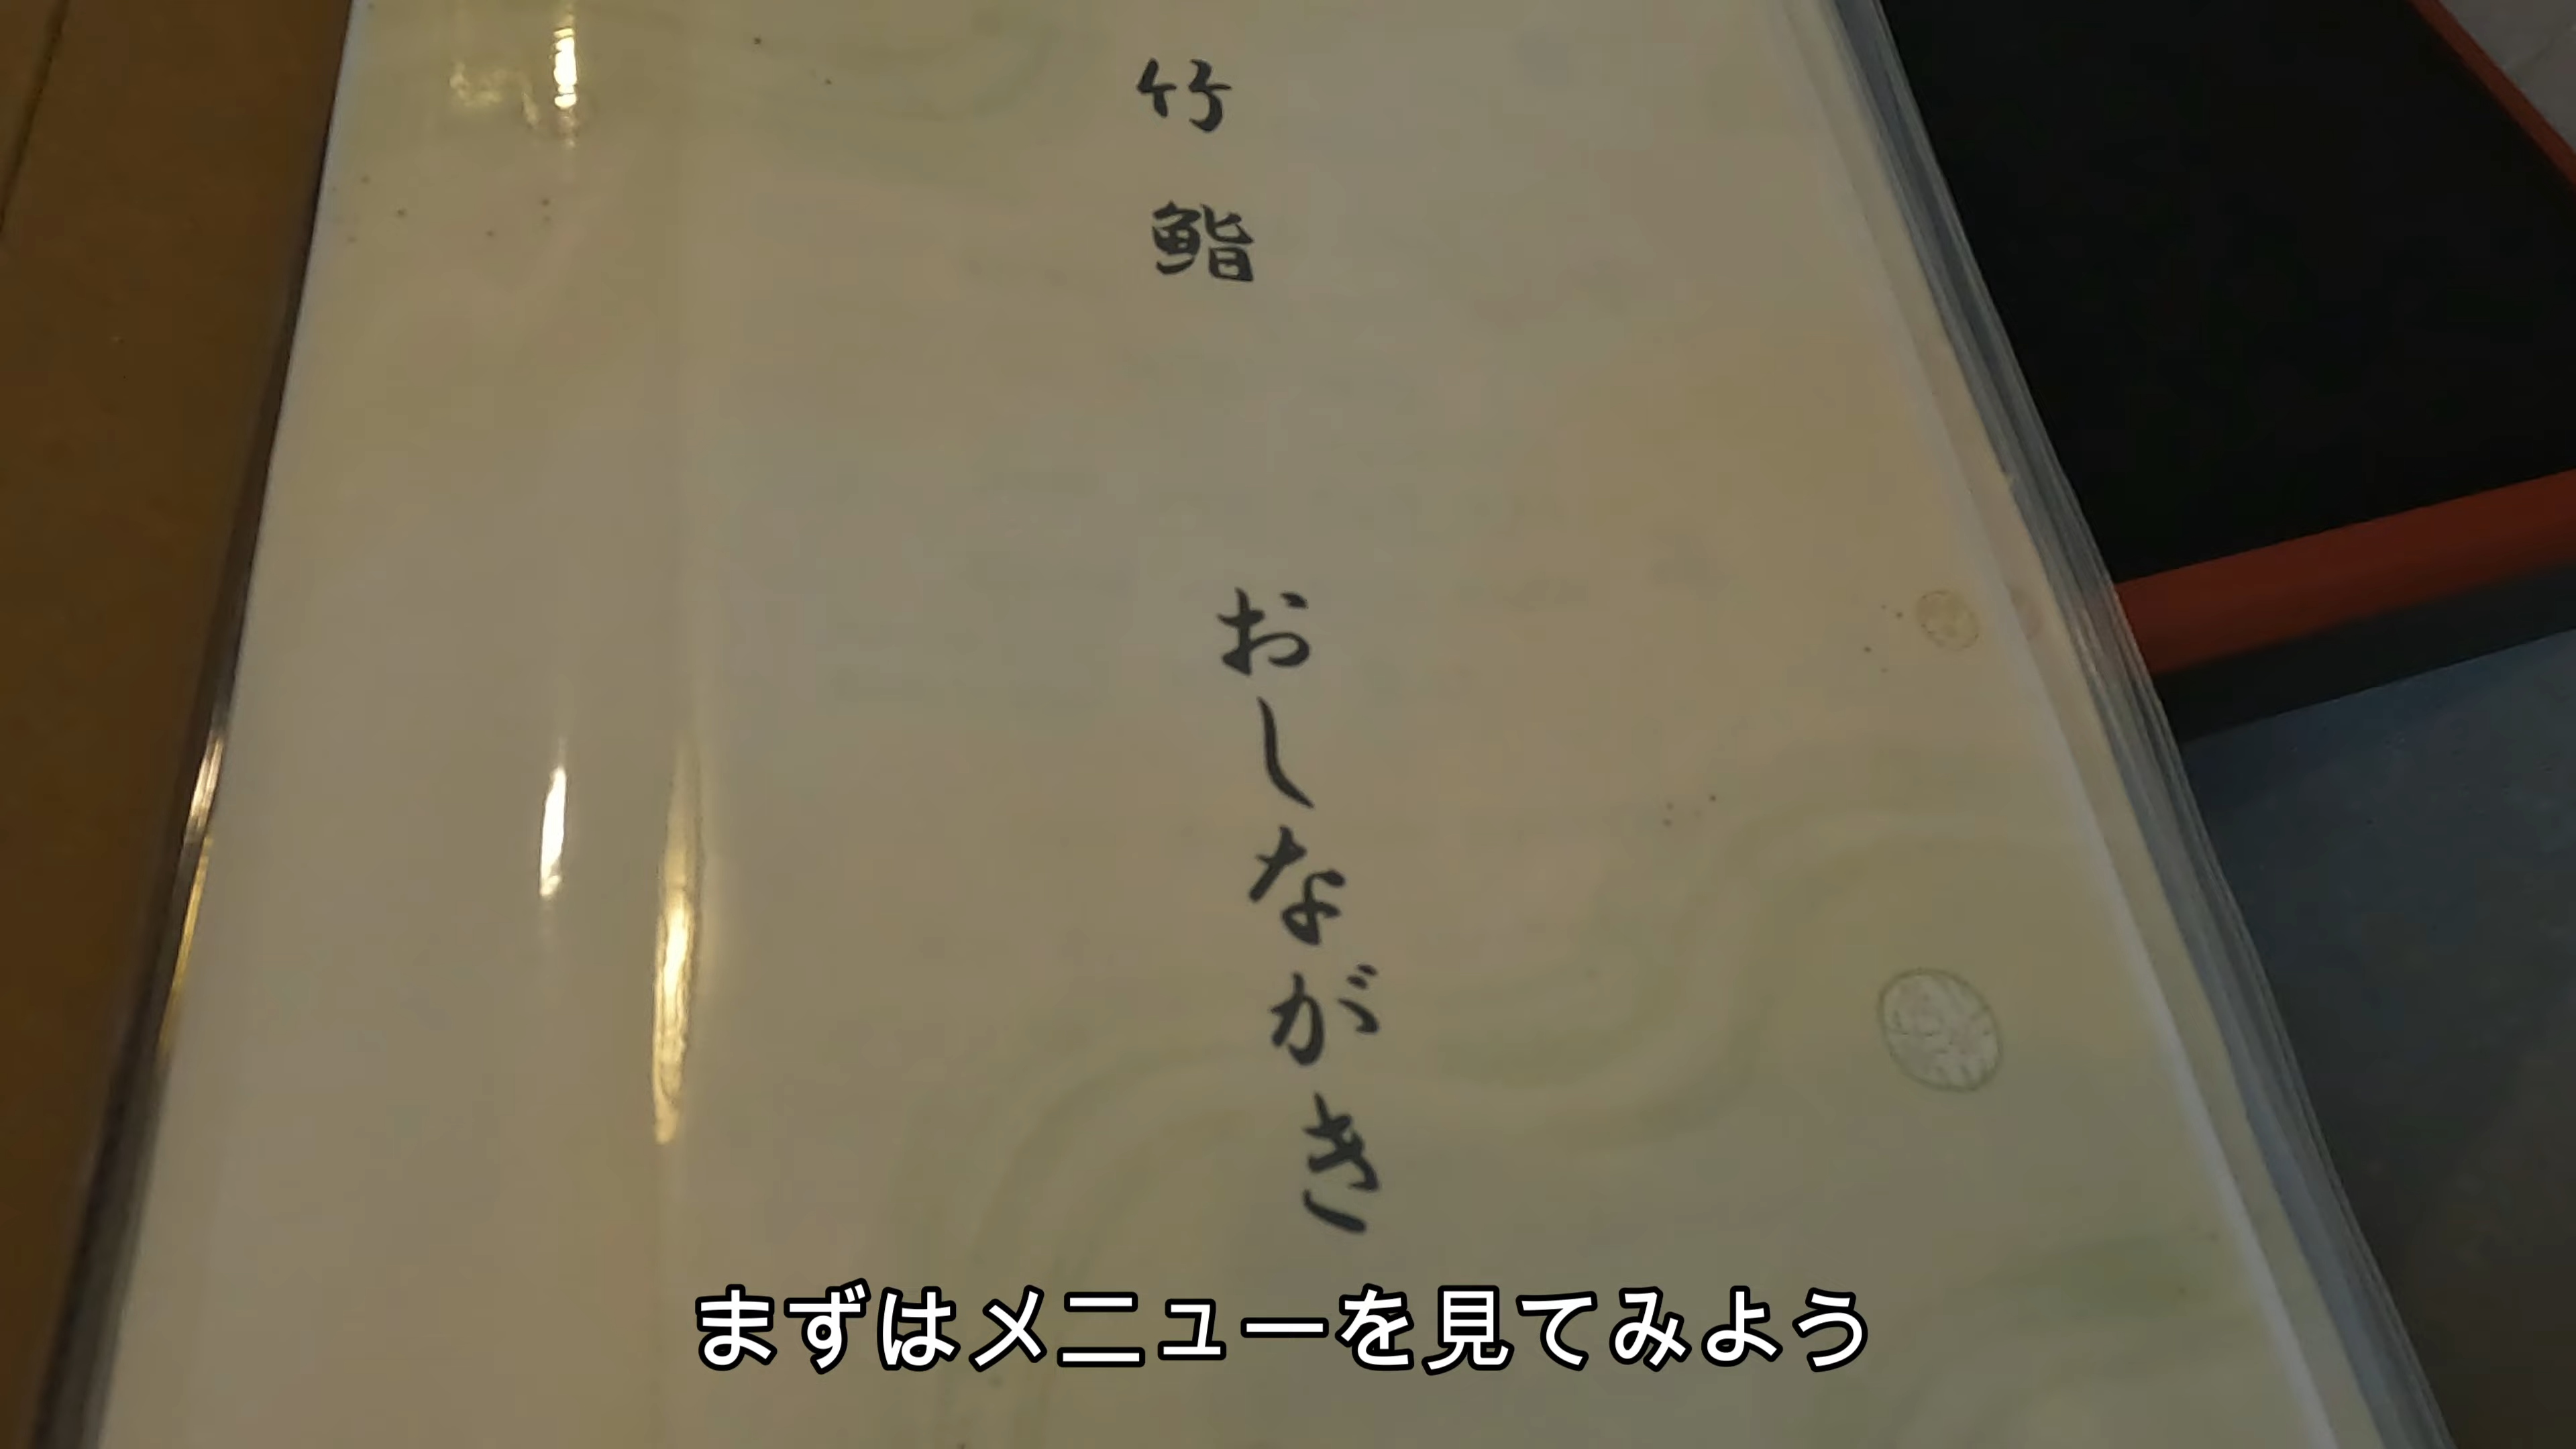 竹鮨
おしながき
まずはメニューを見てみよう